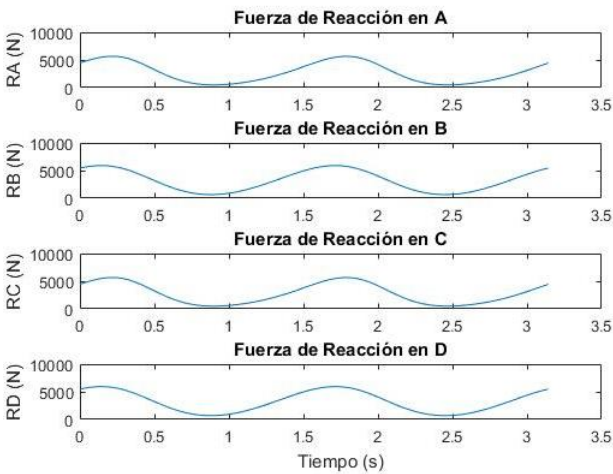 Fuerza de Reacción en A
10000
5000
0
RA (N)
0 0.5 1 1.5 2 2.5 3 3.5
Fuerza de Reacción en B
10000
5000
0
RB (N)
0 0.5 1 1.5 2 2.5 3 3.5
Fuerza de Reacción en C
10000
5000
0
RC (N)
0 0.5 1 1.5 2 2.5 3 3.5
Fuerza de Reacción en D
10000
5000
0
RD (N)
0 0.5 1 1.5 2 2.5 3 3.5
Tiempo (s)